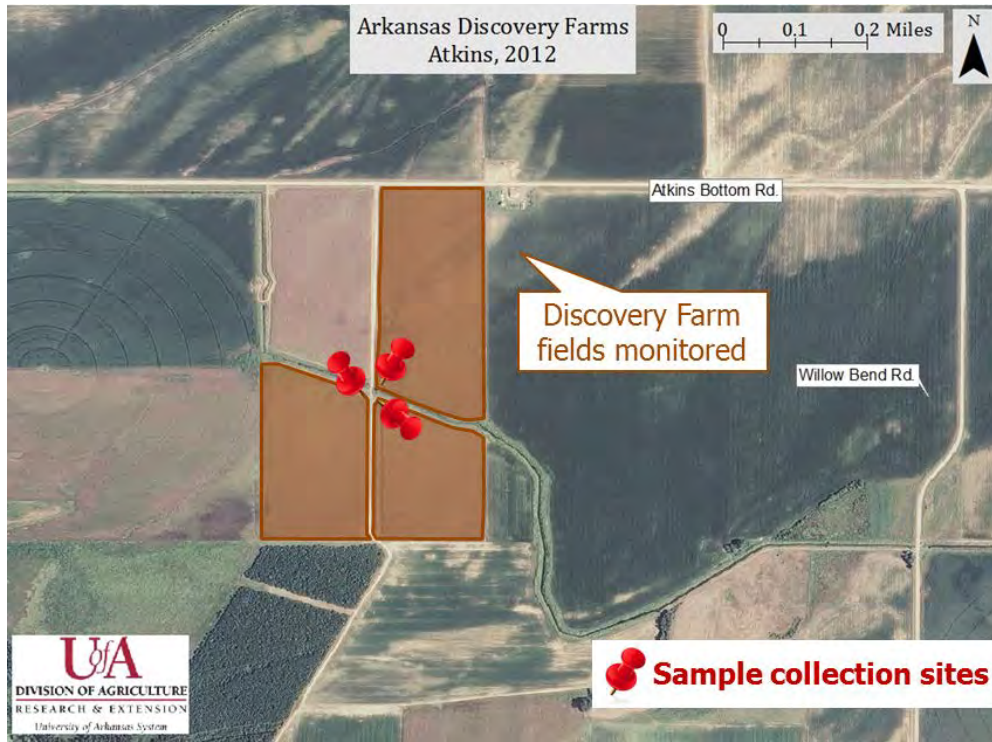 Arkansas Discovery Farms
Atkins, 2012
0 0.1 0.2 Miles
N
Atkins Bottom Rd.
Discovery Farm
fields monitored
Willow Bend Rd.
UofA
DIVISION OF AGRICULTURE
RESEARCH & EXTENSION
University of Arkansas System
Sample collection sites